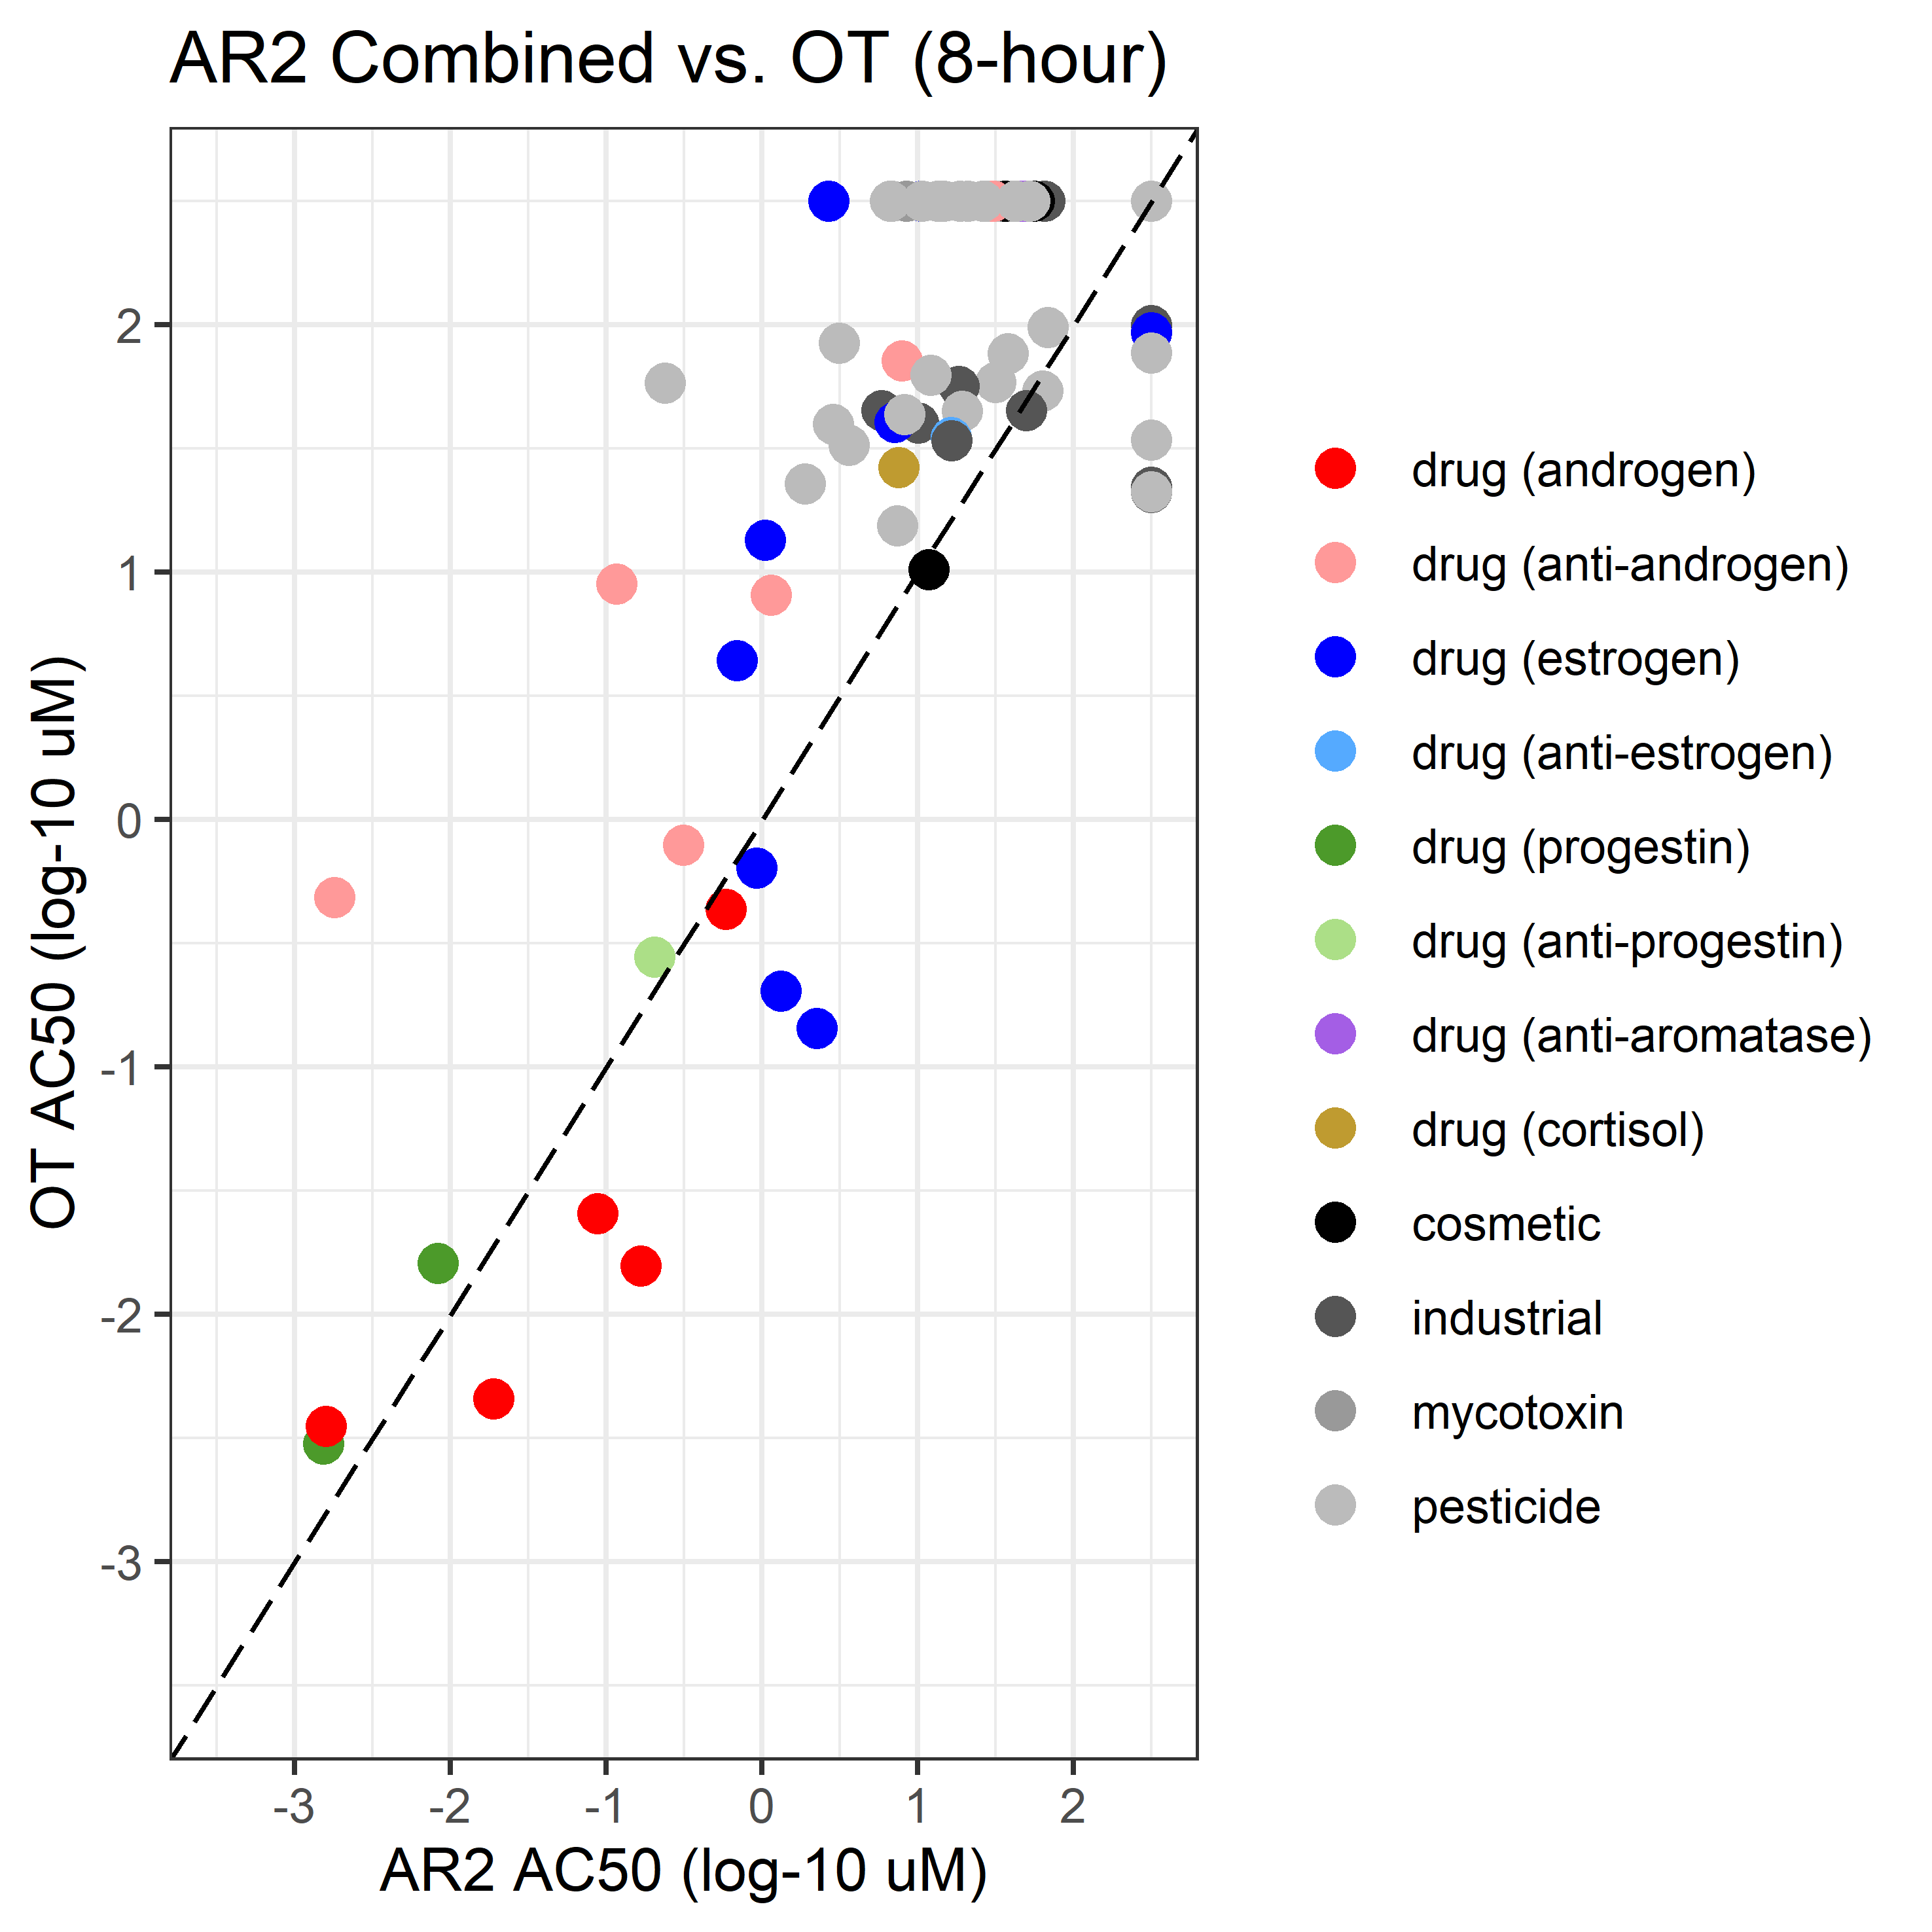 AR2 Combined vs. OT (8-hour)
OT AC50 (log-10 uM)
2
1
0
-1
-2
-3
-3
-2
-1
0
1
2
AR2 AC50 (log-10 uM)
drug (androgen)
drug (anti-androgen)
drug (estrogen)
drug (anti-estrogen)
drug (progestin)
drug (anti-progestin)
drug (anti-aromatase)
drug (cortisol)
cosmetic
industrial
mycotoxin
pesticide